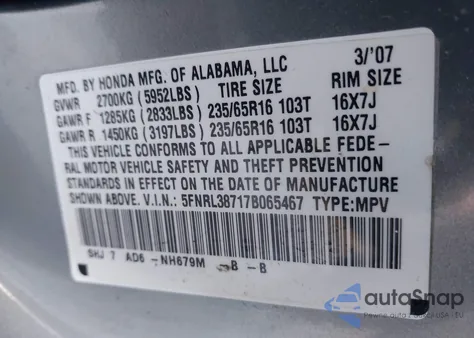 MFD. BY HONDA MFG. OF ALABAMA, LLC 3/'07
GVWR 2700KG (5952LBS) TIRE SIZE RIM SIZE
GAWR F 1285KG (2833LBS) 235/65R16 103T 16X7J
GAWR R 1450KG (3197LBS) 235/65R16 103T 16X7J
THIS VEHICLE CONFORMS TO ALL APPLICABLE FEDE-
RAL MOTOR VEHICLE SAFETY AND THEFT PREVENTION
STANDARDS IN EFFECT ON THE DATE OF MANUFACTURE
SHOWN ABOVE. V.I.N.: 5FNRL38717B065467 TYPE:MPV
SHJ 7 AD6 -NH679M -B -B
autoSnap